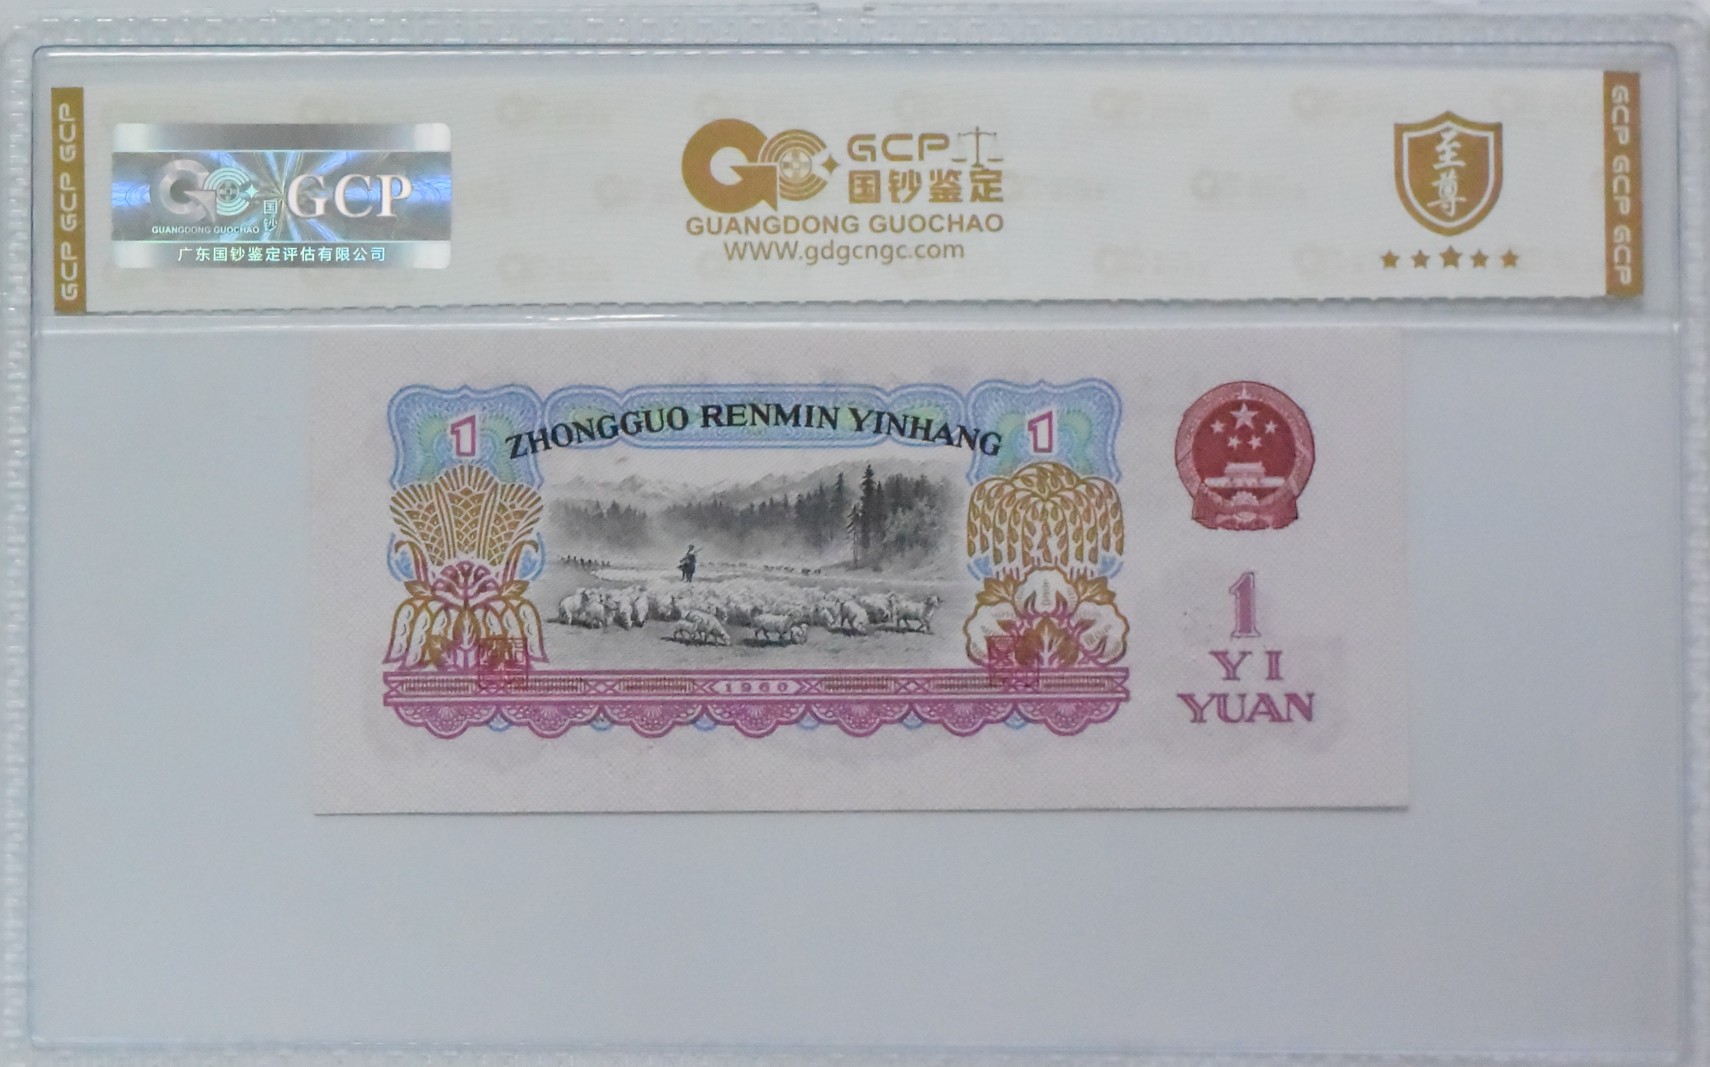 GCP GCP GCP
GCP
国钞
GUANGDONG GUOCHAO
广东国钞鉴定评估有限公司
GCP
国钞鉴定
GUANGDONG GUOCHAO
WWW.gdgcngc.com
至尊
GCP GCP GCP
1
ZHONGGUO RENMIN YINHANG
1
1960
1
YI
YUAN